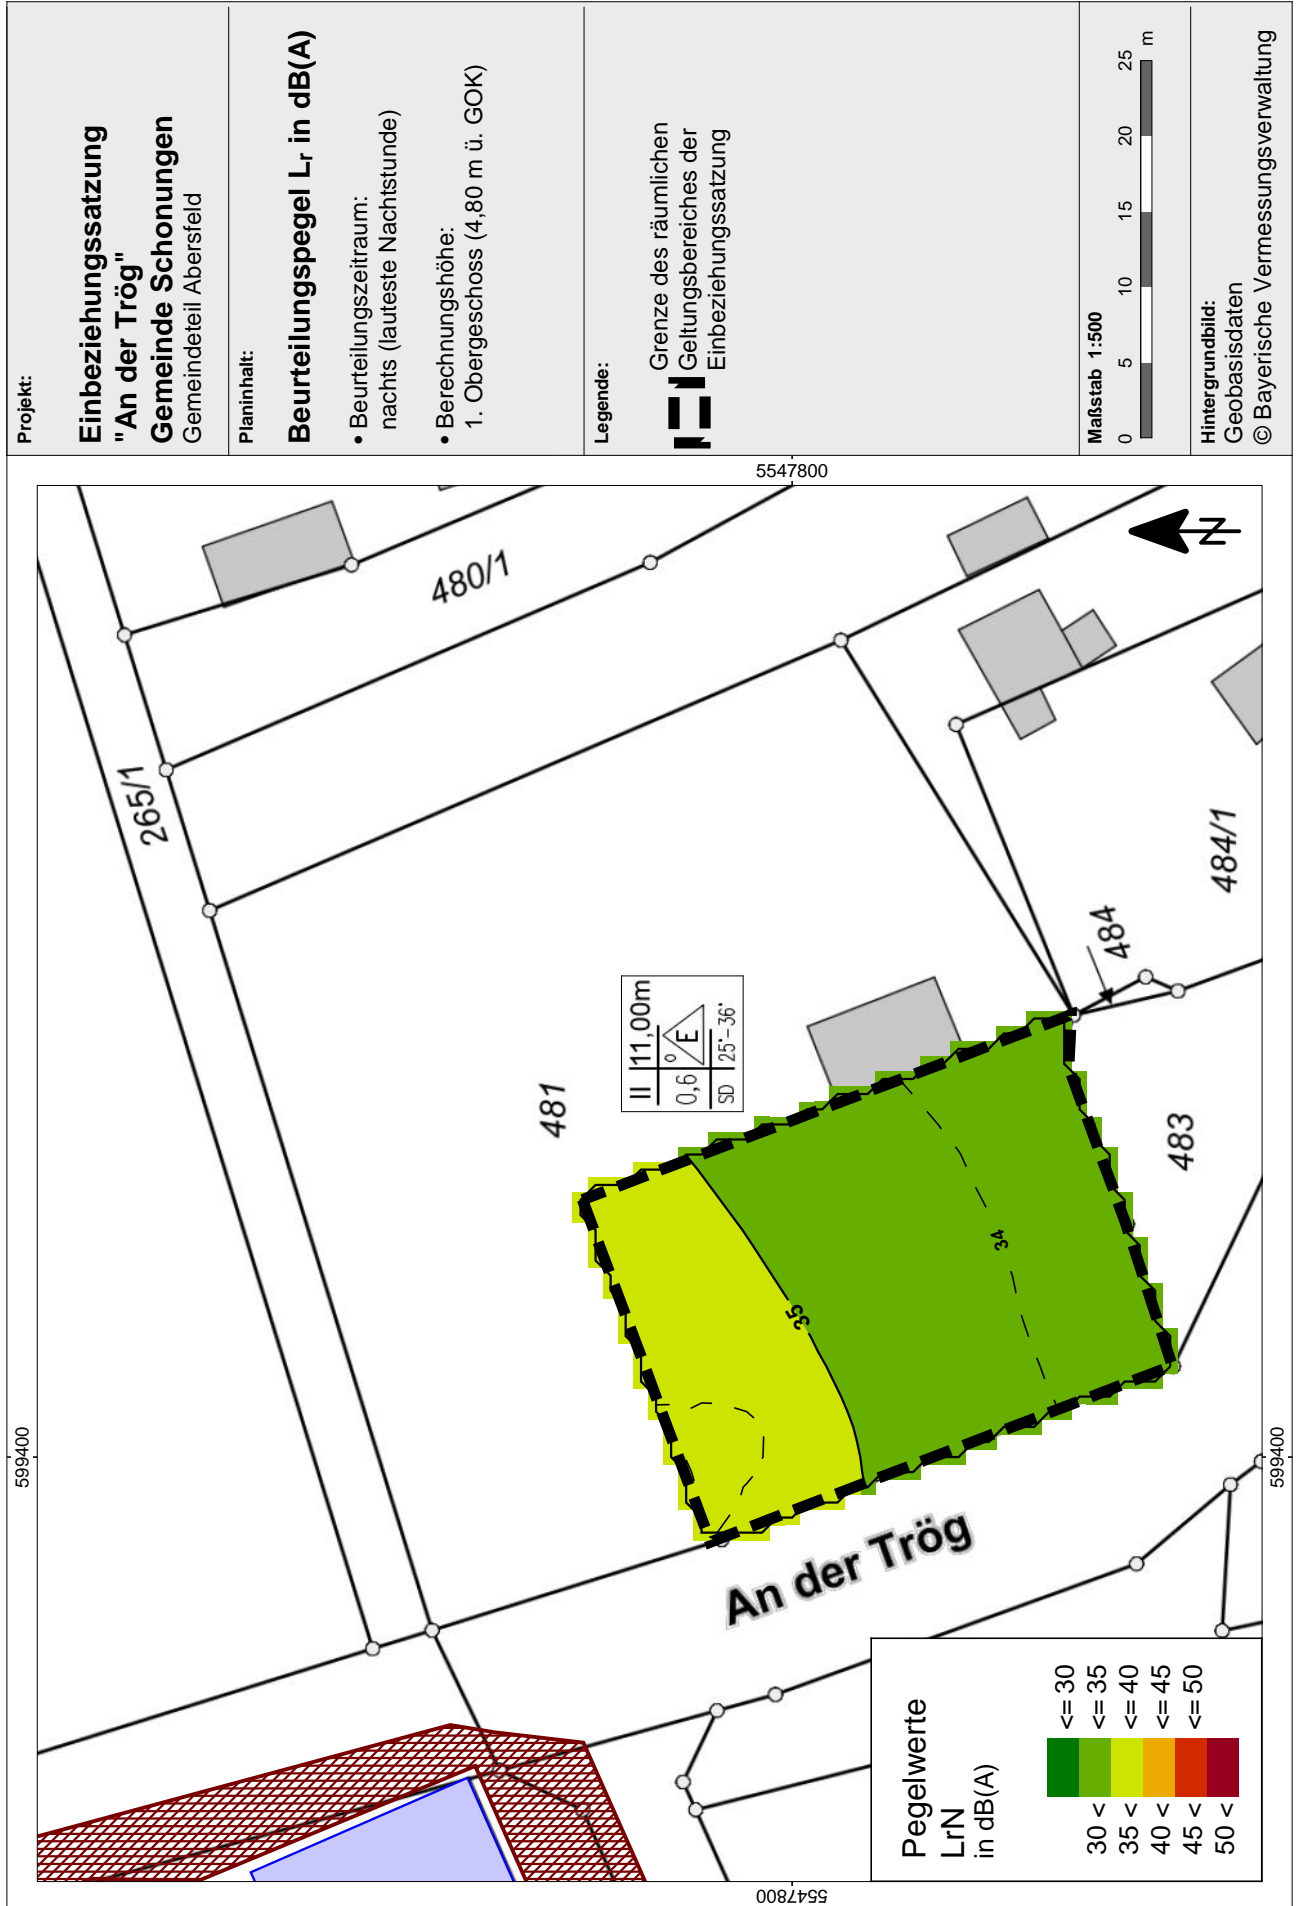 Projekt:
Einbeziehungssatzung
"An der Trög"
Gemeinde Schonungen
Gemeindeteil Abersfeld
Planinhalt:
Beurteilungspegel Lr in dB(A)
• Beurteilungszeitraum:
nachts (lauteste Nachtstunde)
• Berechnungshöhe:
1. Obergeschoss (4,80 m ü. GOK)
Legende:
Grenze des räumlichen
Geltungsbereiches der
Einbeziehungssatzung
Maßstab 1:500
0 5 10 15 20 25
m
Hintergrundbild:
Geobasisdaten
© Bayerische Vermessungsverwaltung
599400
5547800
265/1
480/1
481
II 11,00m
0,6 o E
SD 25°-36°
35
34
484
484/1
483
An der Trög
N
599400
5547800
Pegelwerte
LrN
in dB(A)
<= 30
30 < <= 35
35 < <= 40
40 < <= 45
45 < <= 50
50 <